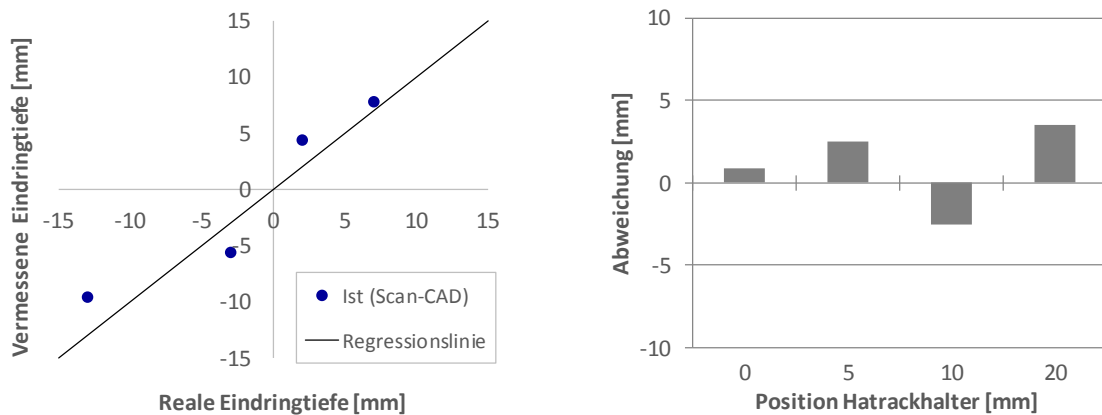 Vermessene Eindringtiefe [mm]
15
10
5
0
-15 -10 -5 0 5 10 15
-5
-10
-15
Ist (Scan-CAD)
Regressionslinie
Reale Eindringtiefe [mm]
Abweichung [mm]
10
5
0
-5
-10
0 5 10 20
Position Hatrackhalter [mm]